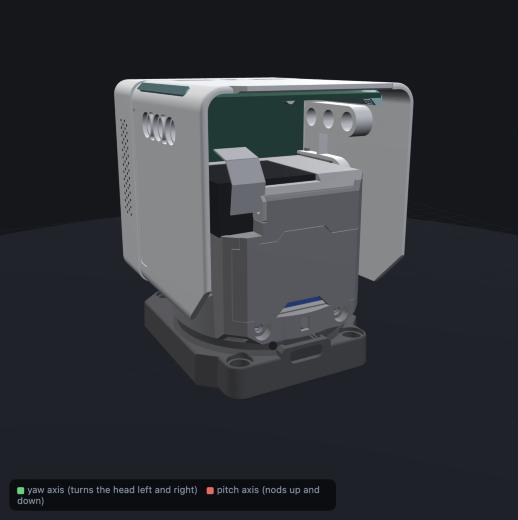 yaw axis (turns the head left and right) pitch axis (nods up and
down)